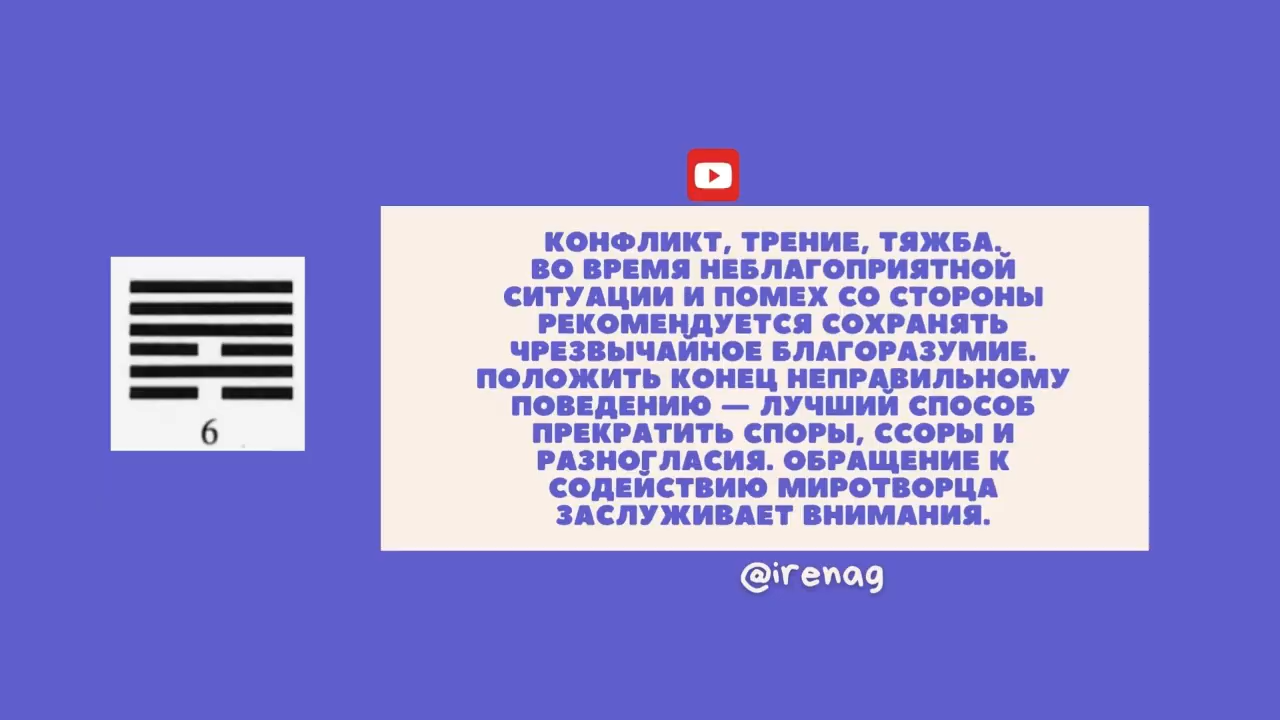 КОНФЛИКТ, ТРЕНИЕ, ТЯЖБА.
ВО ВРЕМЯ НЕБЛАГОПРИЯТНОЙ
СИТУАЦИИ И ПОМЕХ СО СТОРОНЫ
РЕКОМЕНДУЕТСЯ СОХРАНЯТЬ
ЧРЕЗВЫЧАЙНОЕ БЛАГОРАЗУМИЕ.
ПОЛОЖИТЬ КОНЕЦ НЕПРАВИЛЬНОМУ
ПОВЕДЕНИЮ — ЛУЧШИЙ СПОСОБ
ПРЕКРАТИТЬ СПОРЫ, ССОРЫ И
РАЗНОГЛАСИЯ. ОБРАЩЕНИЕ К
СОДЕЙСТВИЮ МИРОТВОРЦА
ЗАСЛУЖИВАЕТ ВНИМАНИЯ.
6
@irenag